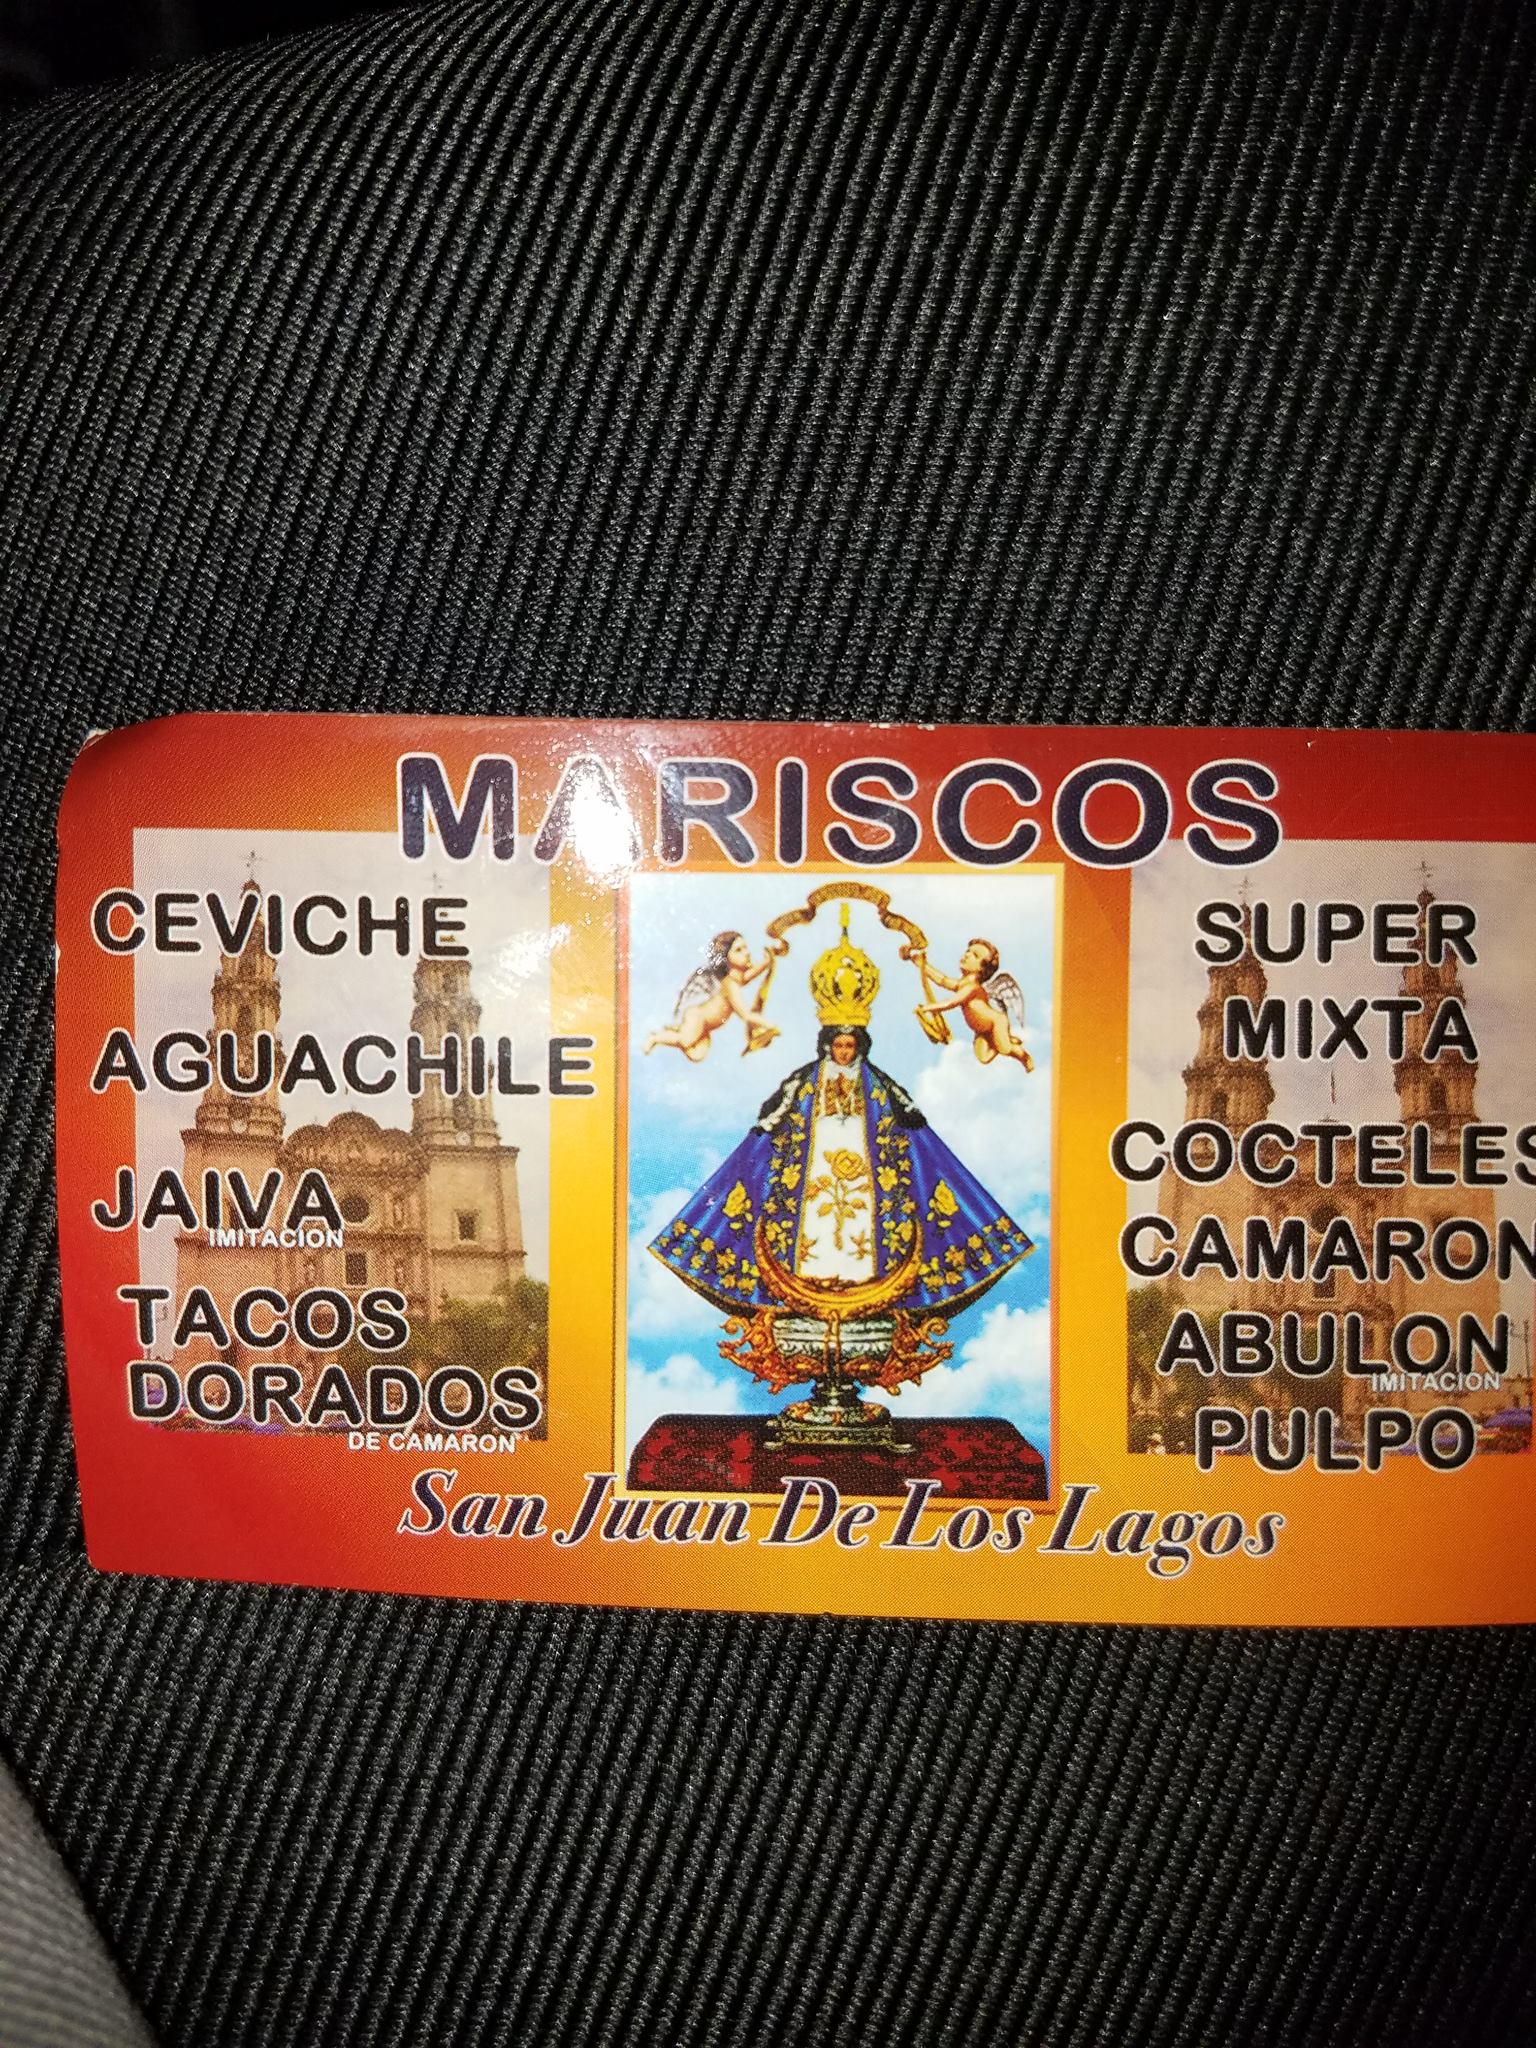 MARISCOS
CEVICHE
AGUACHILE
JAIVA
IMITACION
TACOS
DORADOS
DE CAMARON
SUPER
MIXTA
COCTELES
CAMARON
ABULON
IMITACION
PULPO
San Juan De Los Lagos